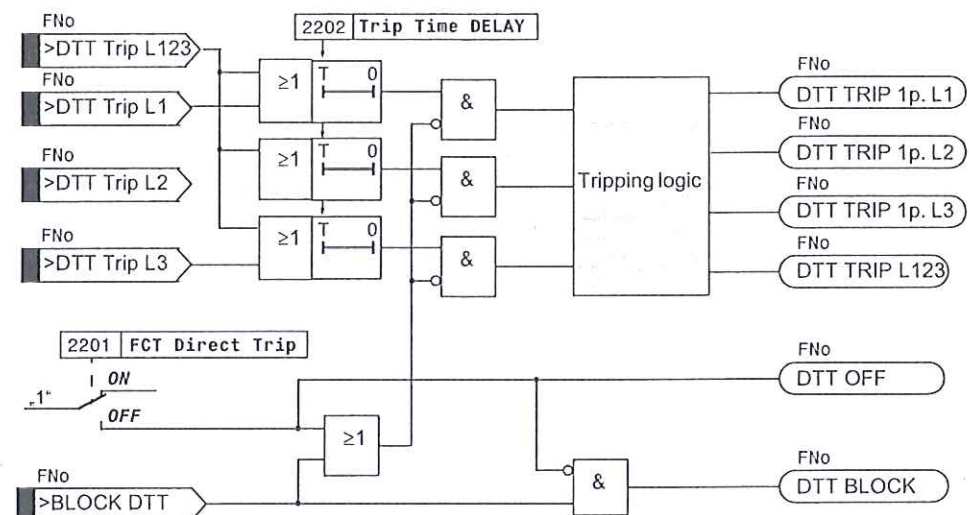 FNo
>DTT Trip L123
2202 Trip Time DELAY
FNo
>DTT Trip L1
≥1
T 0
&
FNo
DTT TRIP 1p. L1
FNo
>DTT Trip L2
≥1
T 0
&
Tripping logic
FNo
DTT TRIP 1p. L2
FNo
>DTT Trip L3
≥1
T 0
&
FNo
DTT TRIP 1p. L3
FNo
DTT TRIP L123
2201 FCT Direct Trip
„1“
ON
OFF
≥1
FNo
DTT OFF
FNo
>BLOCK DTT
&
FNo
DTT BLOCK